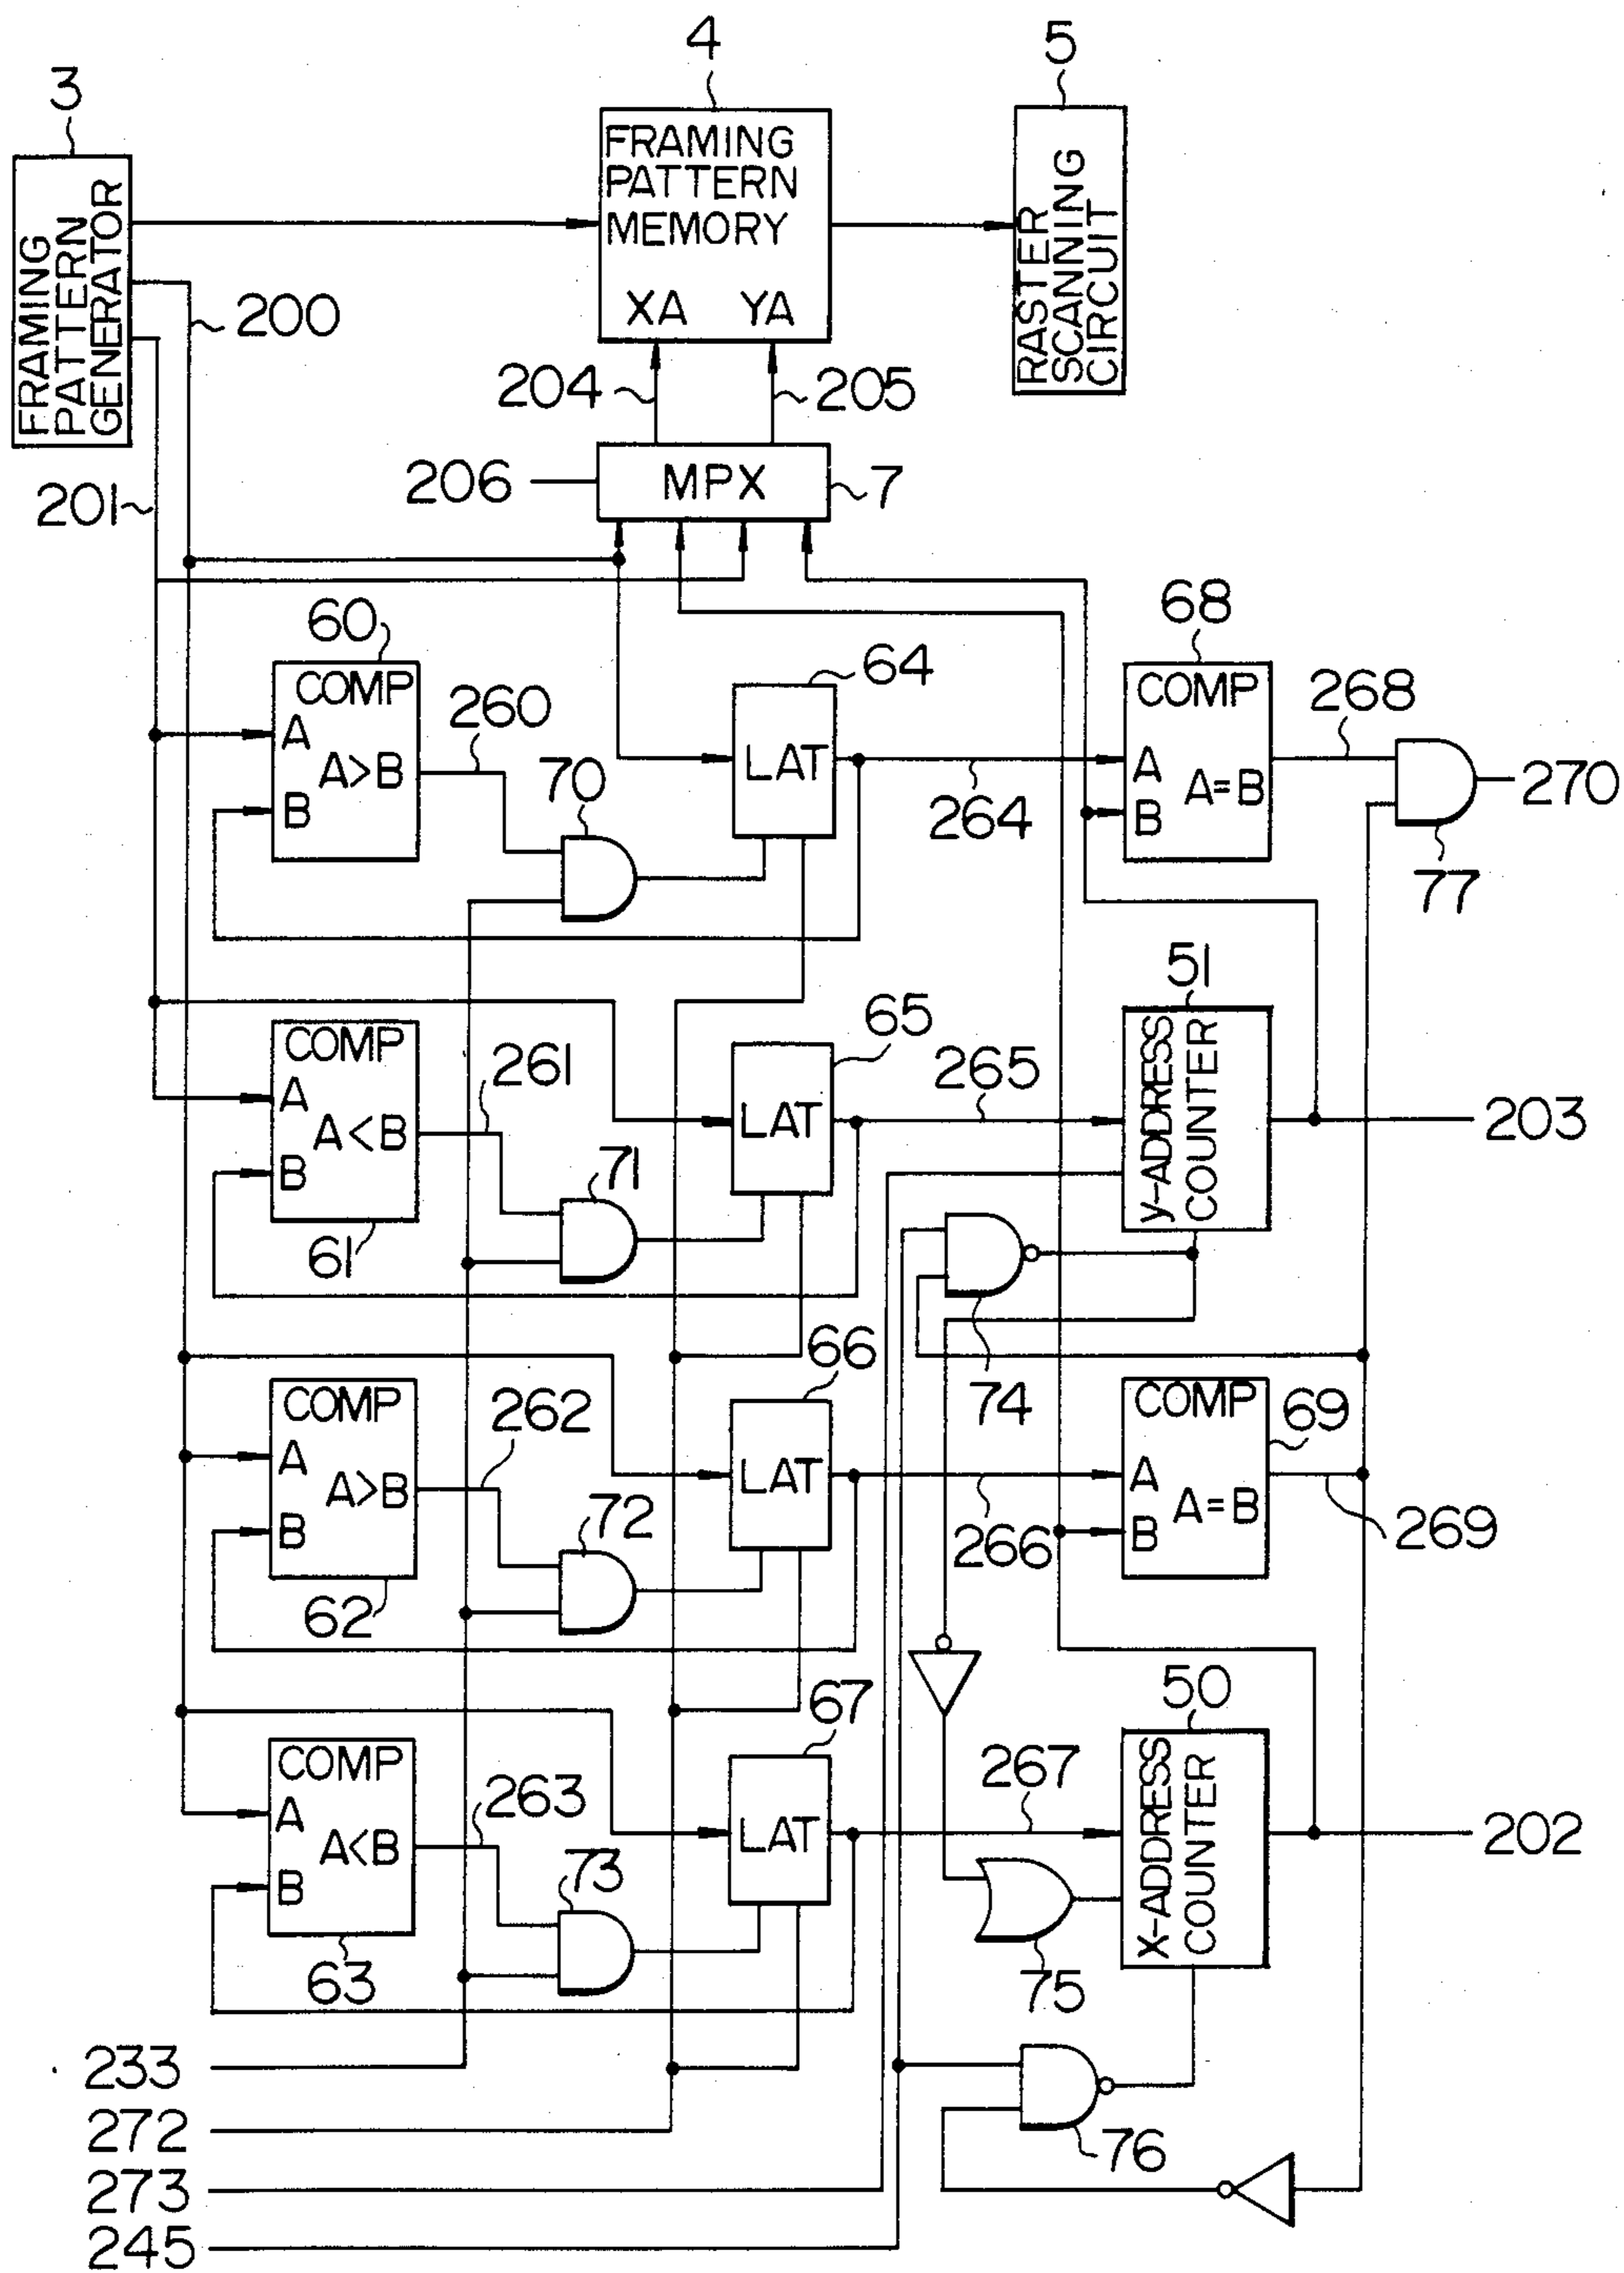 4
5
3
FRAMING
PATTERN
GENERATOR
FRAMING
PATTERN
MEMORY
XA YA
RASTER
SCANNING
CIRCUIT
200
204
205
201
206
MPX
7
60
COMP
A
A>B
B
260
70
64
LAT
264
68
COMP
A
A=B
B
268
270
77
COMP
A
A<B
B
61
261
71
65
LAT
265
51
y-ADDRESS
COUNTER
203
74
COMP
A
A>B
B
62
262
72
66
LAT
266
COMP
A
A=B
B
69
269
COMP
A
A<B
B
63
263
73
67
LAT
267
50
X-ADDRESS
COUNTER
202
75
76
233
272
273
245